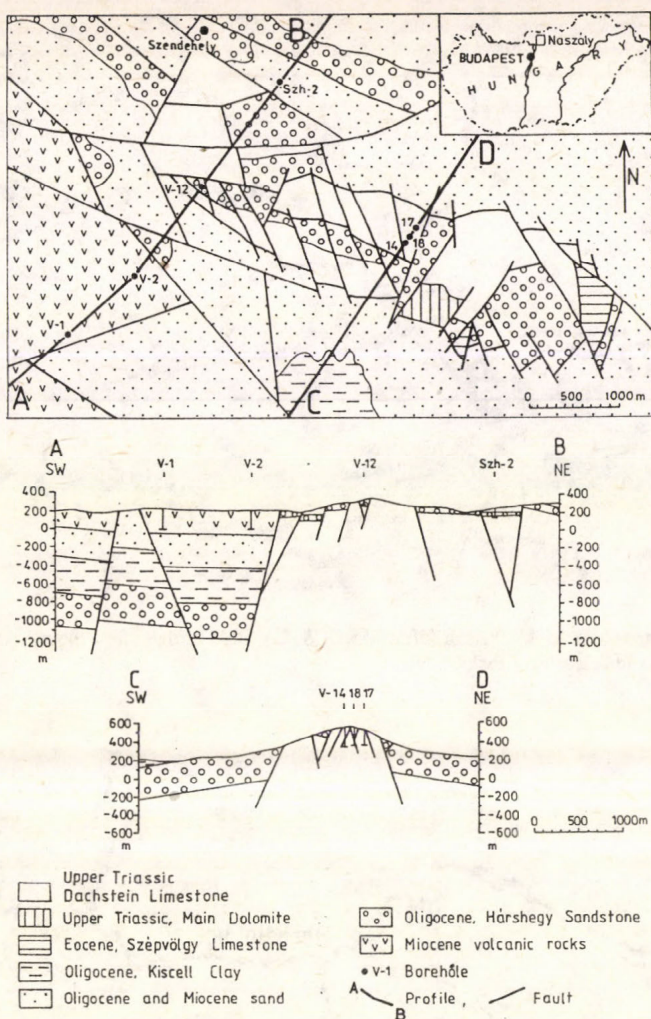 Szendehely
B
Szh-2
Naszály
BUDAPEST
HUNGARY
D
N
V-12
17
14
18
V-2
V-1
A
C
0 500 1000 m
A
SW
V-1
V-2
V-12
Szh-2
B
NE
400
200
0
-200
-400
-600
-800
-1000
-1200
m
400
200
0
-200
-400
-600
-800
-1000
-1200
m
C
SW
V-14 18 17
D
NE
600
400
200
0
-200
-400
-600
m
600
400
200
0
-200
-400
-600
m
0 500 1000m
Upper Triassic
Dachstein Limestone
Upper Triassic, Main Dolomite
Eocene, Szépvölgy Limestone
Oligocene, Kiscell Clay
Oligocene and Miocene sand
Oligocene, Hárshegy Sandstone
Miocene volcanic rocks
V-1 Borehole
A
B
Profile, Fault